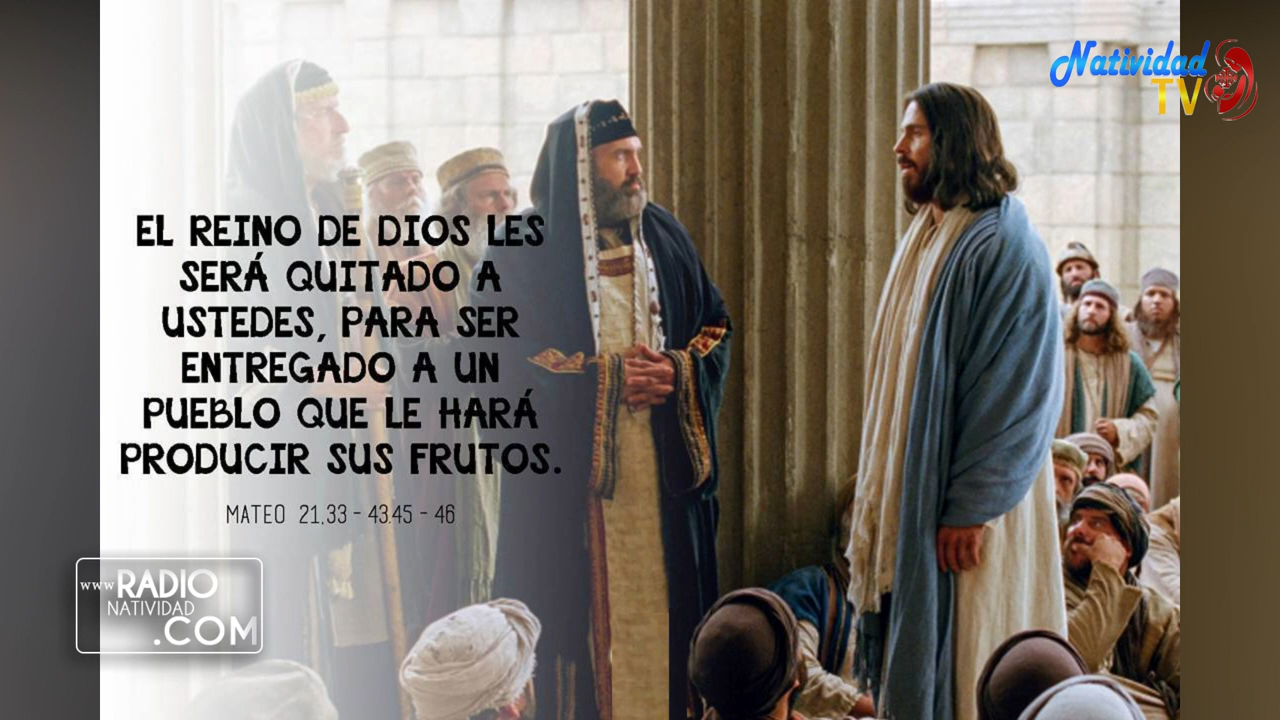 Natividad
TV
EL REINO DE DIOS LES
SERÁ QUITADO A
USTEDES, PARA SER
ENTREGADO A UN
PUEBLO QUE LE HARÁ
PRODUCIR SUS FRUTOS.
MATEO 21,33 - 43.45 - 46
www RADIO
NATIVIDAD
.COM